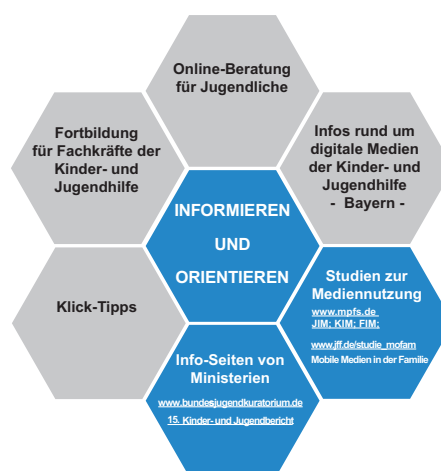 Online-Beratung
für Jugendliche
Fortbildung
für Fachkräfte der
Kinder- und
Jugendhilfe
Infos rund um
digitale Medien
der Kinder- und
Jugendhilfe
- Bayern -
INFORMIEREN
UND
ORIENTIEREN
Klick-Tipps
Studien zur
Mediennutzung
www.mpfs.de
JIM; KIM; FIM;
www.jff.de/studie_mofam
Mobile Medien in der Familie
Info-Seiten von
Ministerien
www.bundesjugendkuratorium.de
15. Kinder- und Jugendbericht